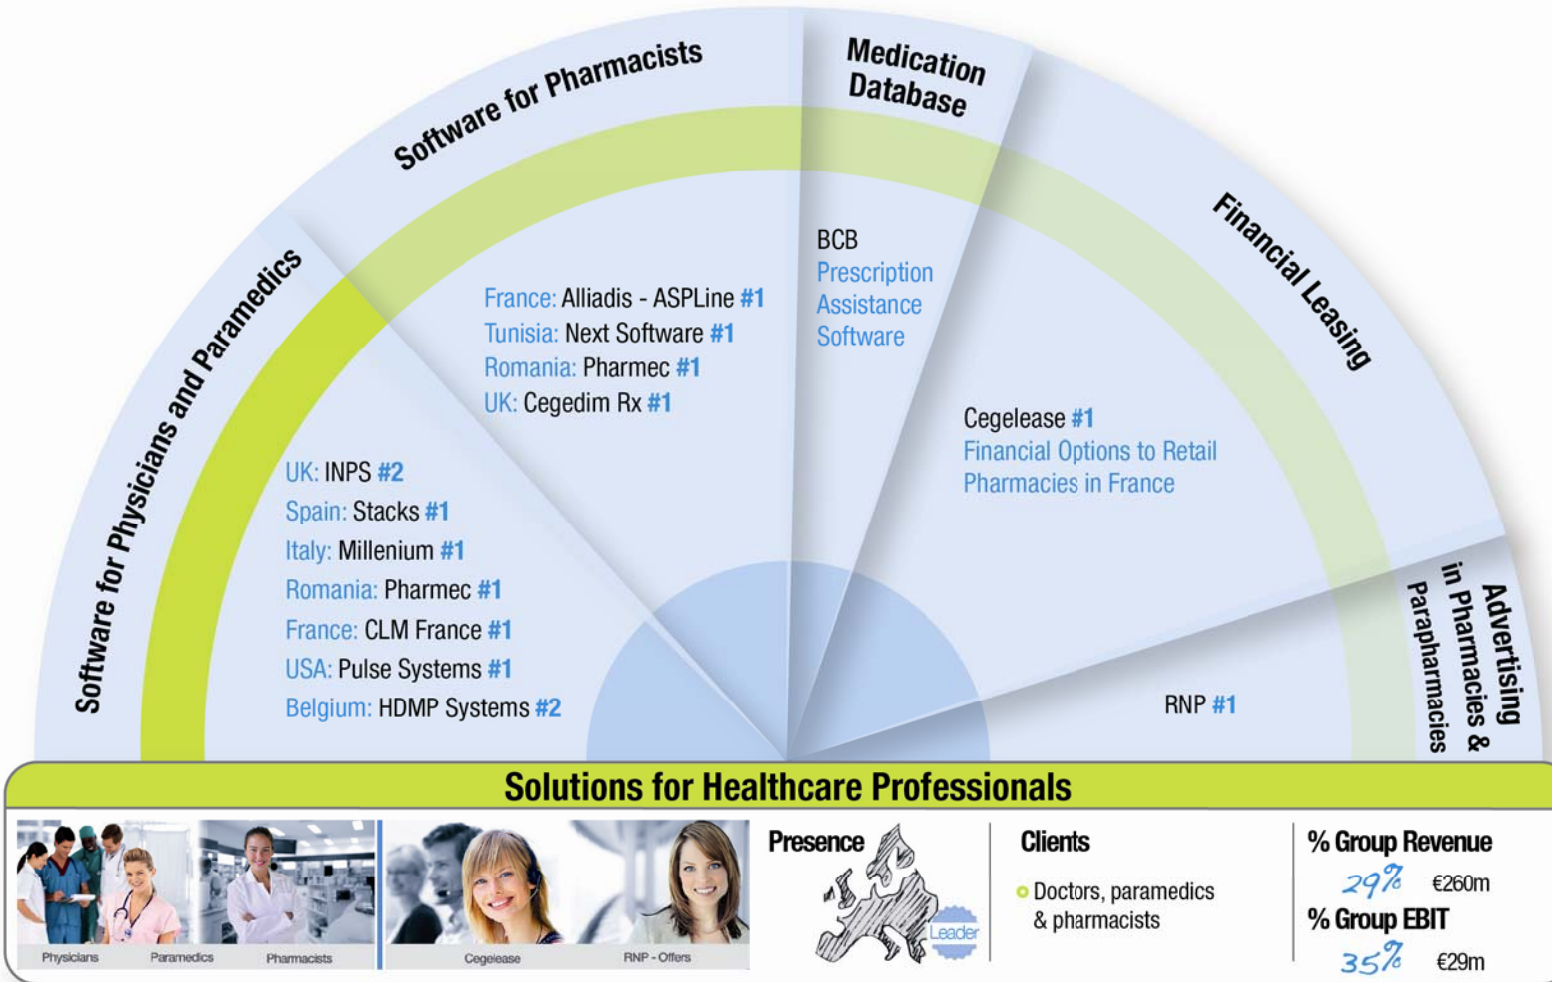 Software for Physicians and Paramedics
Software for Pharmacists
Medication
Database
Financial Leasing
Advertising
in Pharmacies &
Parapharmacies
UK: INPS #2
Spain: Stacks #1
Italy: Millenium #1
Romania: Pharmec #1
France: CLM France #1
USA: Pulse Systems #1
Belgium: HDMP Systems #2
France: Alliadis - ASPLine #1
Tunisia: Next Software #1
Romania: Pharmec #1
UK: Cegedim Rx #1
BCB
Prescription
Assistance
Software
Cegelease #1
Financial Options to Retail
Pharmacies in France
RNP #1
Solutions for Healthcare Professionals
Physicians
Paramedics
Pharmacists
Cegelease
RNP - Offers
Presence
Leader
Clients
Doctors, paramedics
& pharmacists
% Group Revenue
29% €260m
% Group EBIT
35% €29m